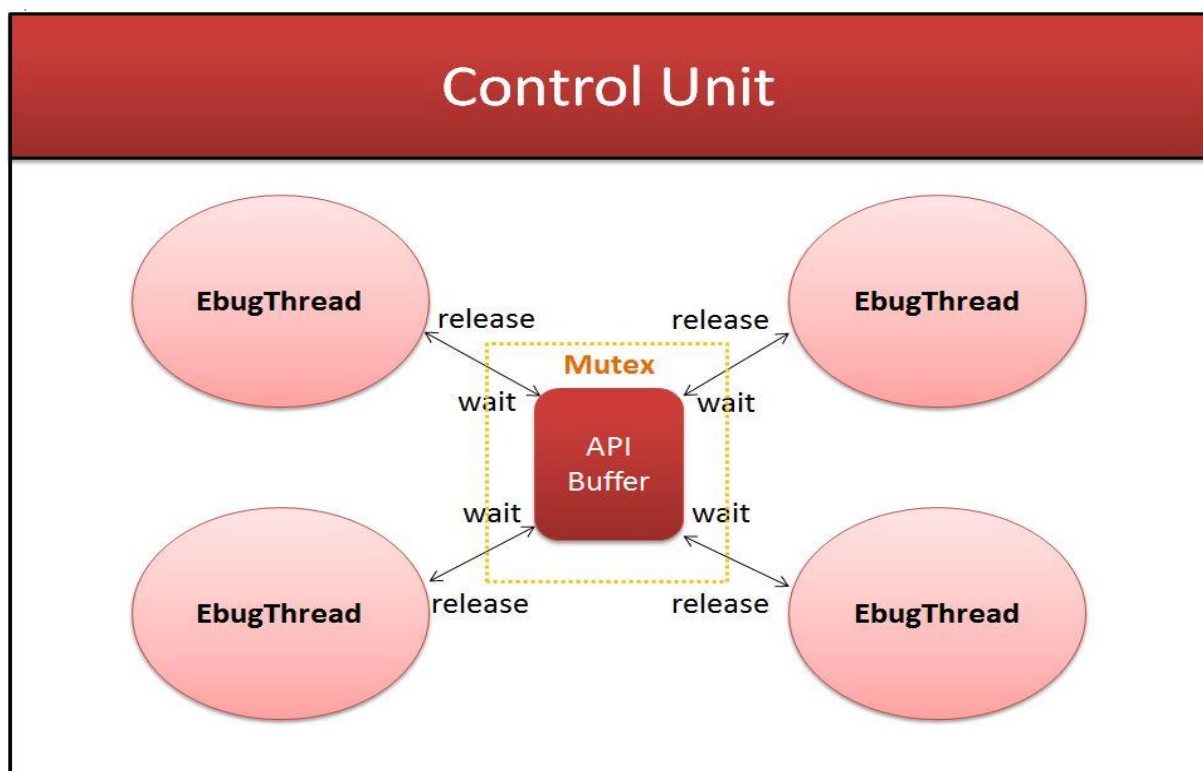 Control Unit
EbugThread
EbugThread
release
release
Mutex
wait
wait
API
Buffer
wait
wait
release
release
EbugThread
EbugThread